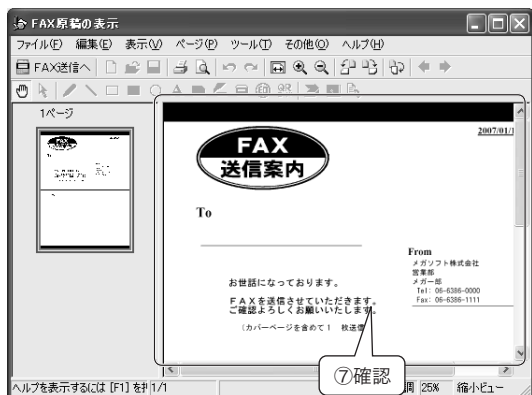 FAX原稿の表示
ファイル(F) 編集(E) 表示(V) ページ(P) ツール(T) その他(O) ヘルプ(H)
FAX送信へ
1ページ
2007/01/1
FAX
送信案内
To
From
メガソフト株式会社
営業部
メガ一部
Tel: 06-6386-0000
Fax: 06-6386-1111
お世話になっております。
ＦＡＸを送信させていただきます。
ご確認よろしくお願いいたします。
（カバーページを含めて１ 枚送信
⑦確認
ヘルプを表示するには [F1] を 1/1 調 25% 縮小ビュー